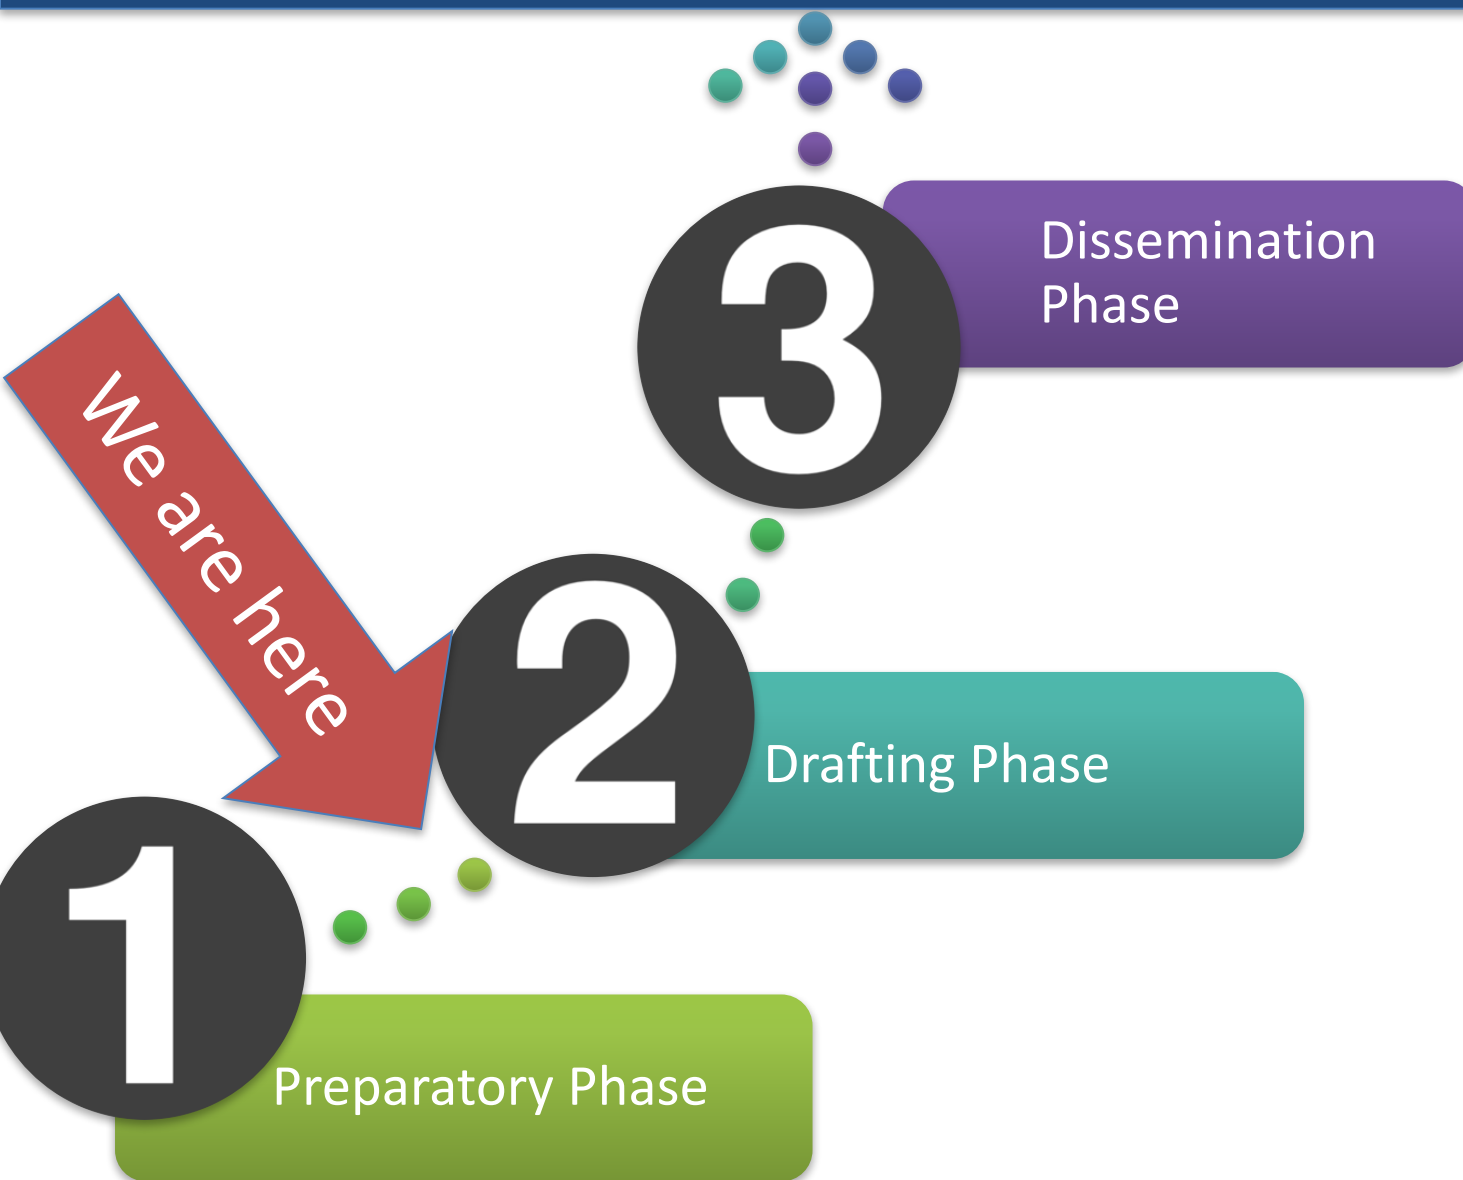 3
Dissemination
Phase
We are here
2
Drafting Phase
1
Preparatory Phase